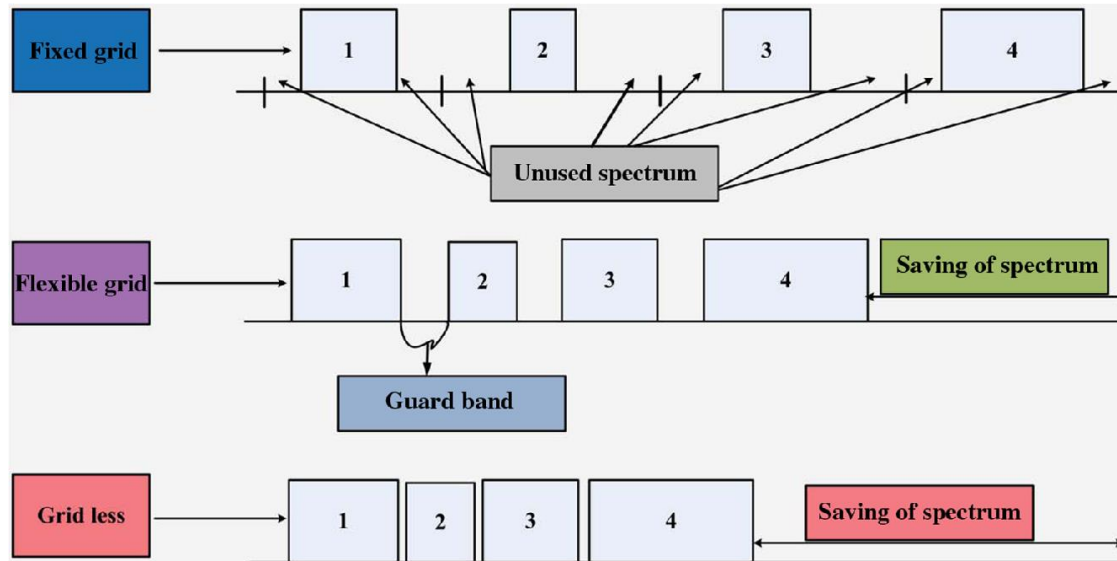 Fixed grid
1
2
3
4
Unused spectrum
Flexible grid
1
2
3
4
Saving of spectrum
Guard band
Grid less
1
2
3
4
Saving of spectrum